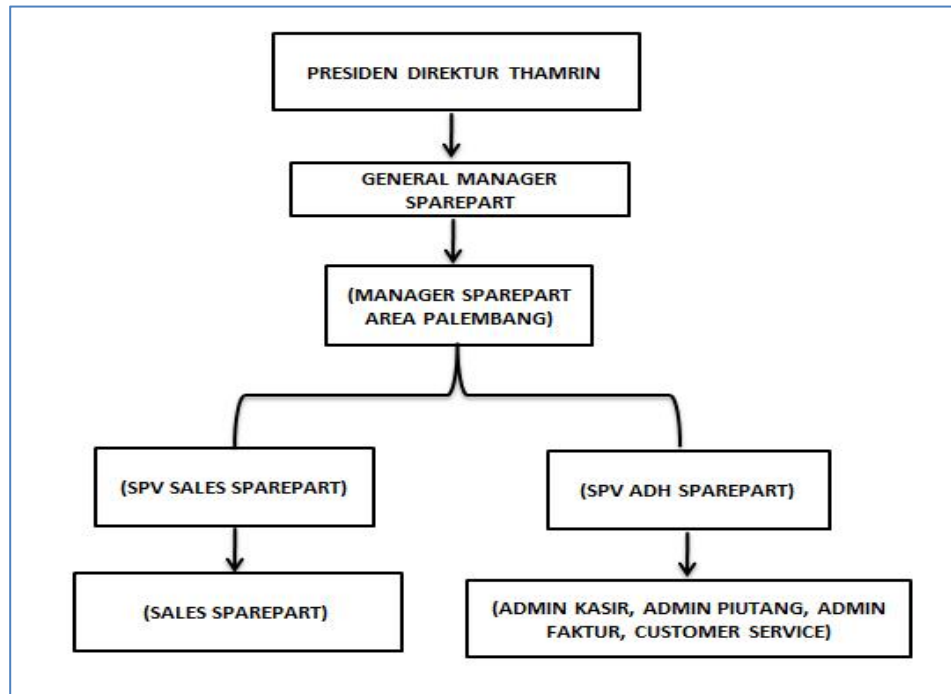 PRESIDEN DIREKTUR THAMRIN
GENERAL MANAGER
SPAREPART
(MANAGER SPAREPART
AREA PALEMBANG)
(SPV SALES SPAREPART)
(SPV ADH SPAREPART)
(SALES SPAREPART)
(ADMIN KASIR, ADMIN PIUTANG, ADMIN
FAKTUR, CUSTOMER SERVICE)